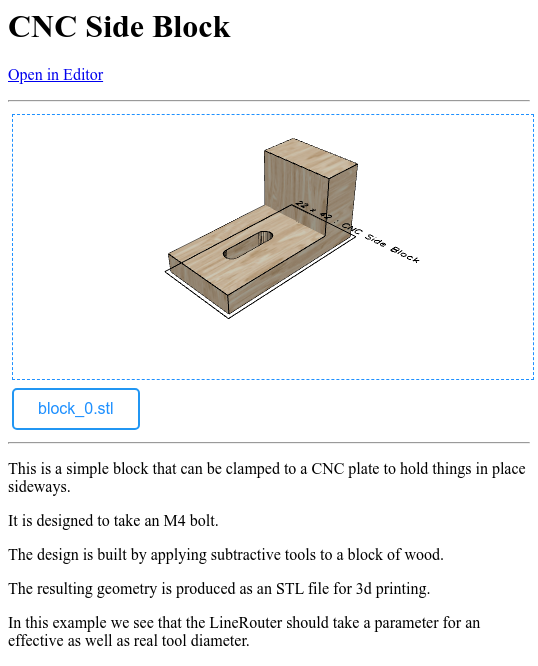 CNC Side Block
Open in Editor
22 x 42 : CNC Side Block
block_0.stl
This is a simple block that can be clamped to a CNC plate to hold things in place
sideways.
It is designed to take an M4 bolt.
The design is built by applying subtractive tools to a block of wood.
The resulting geometry is produced as an STL file for 3d printing.
In this example we see that the LineRouter should take a parameter for an
effective as well as real tool diameter.